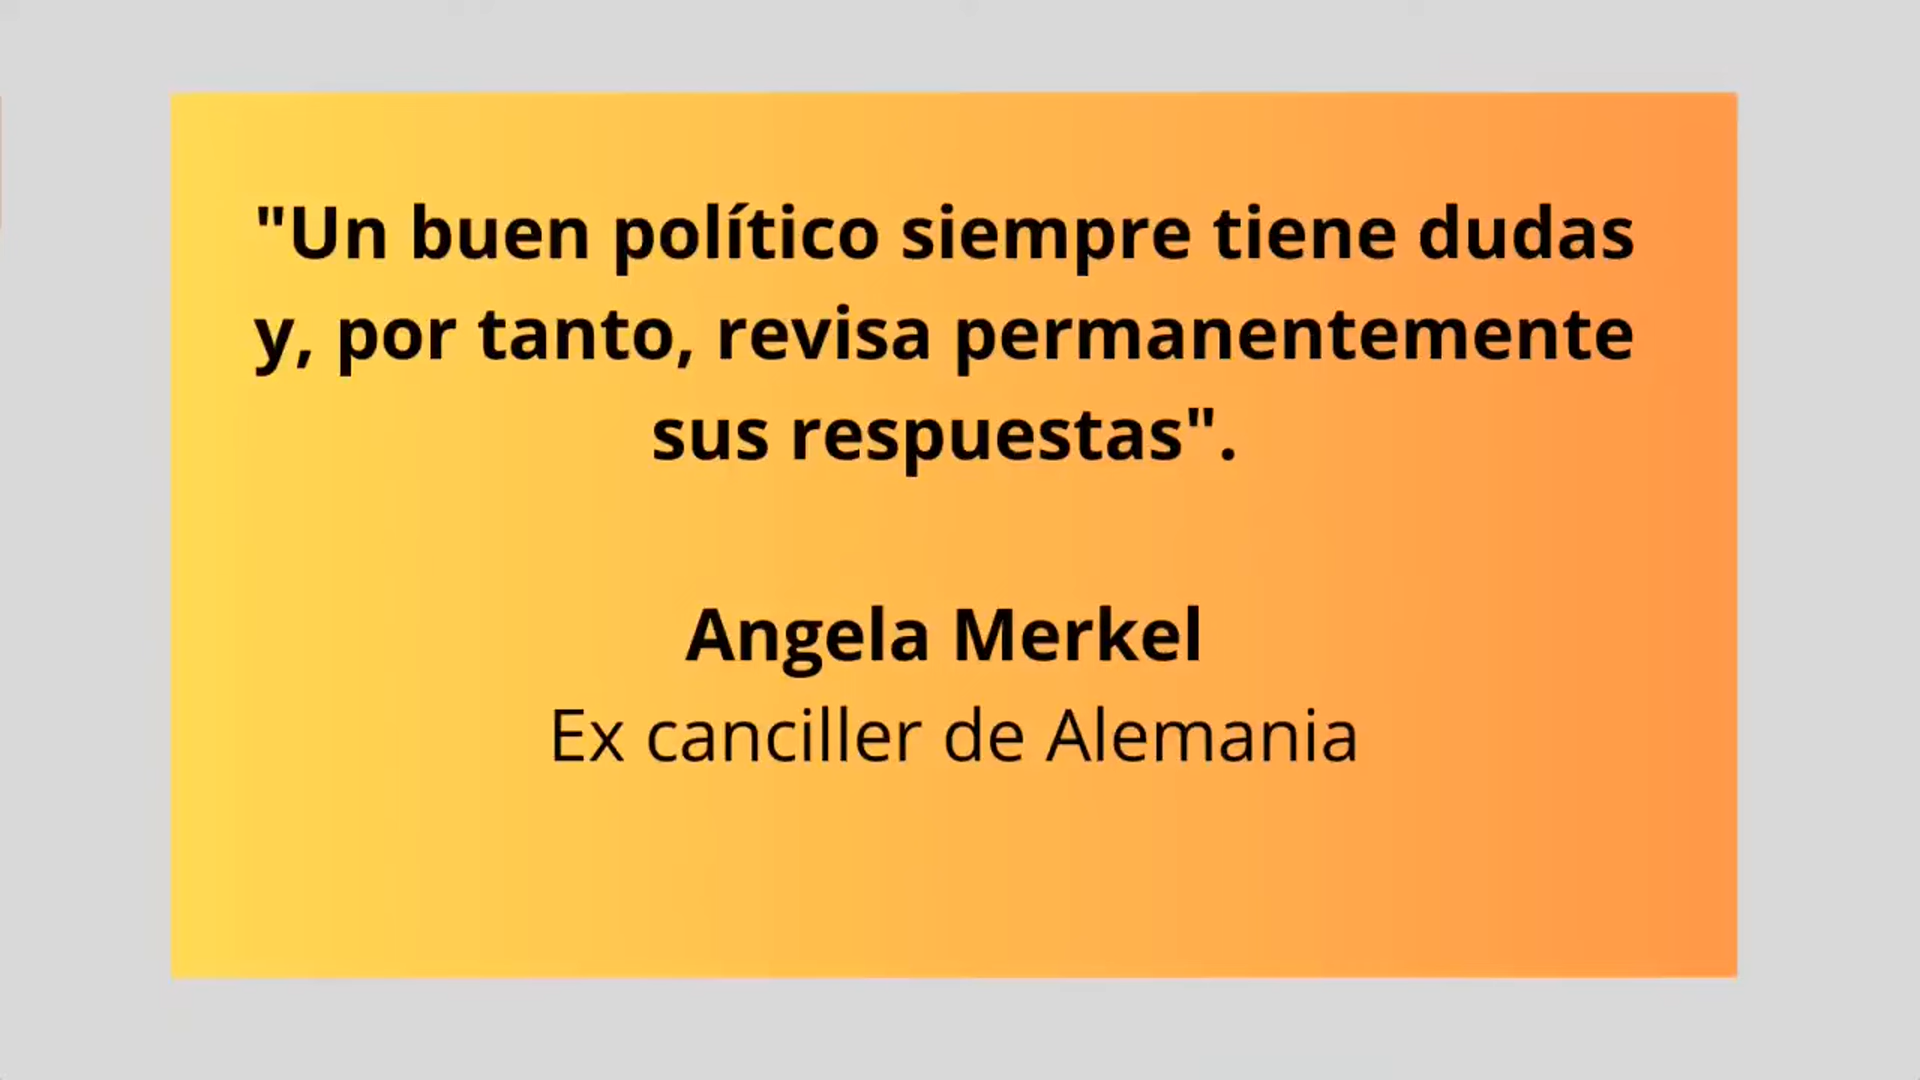 "Un buen político siempre tiene dudas
y, por tanto, revisa permanentemente
sus respuestas".
Angela Merkel
Ex canciller de Alemania